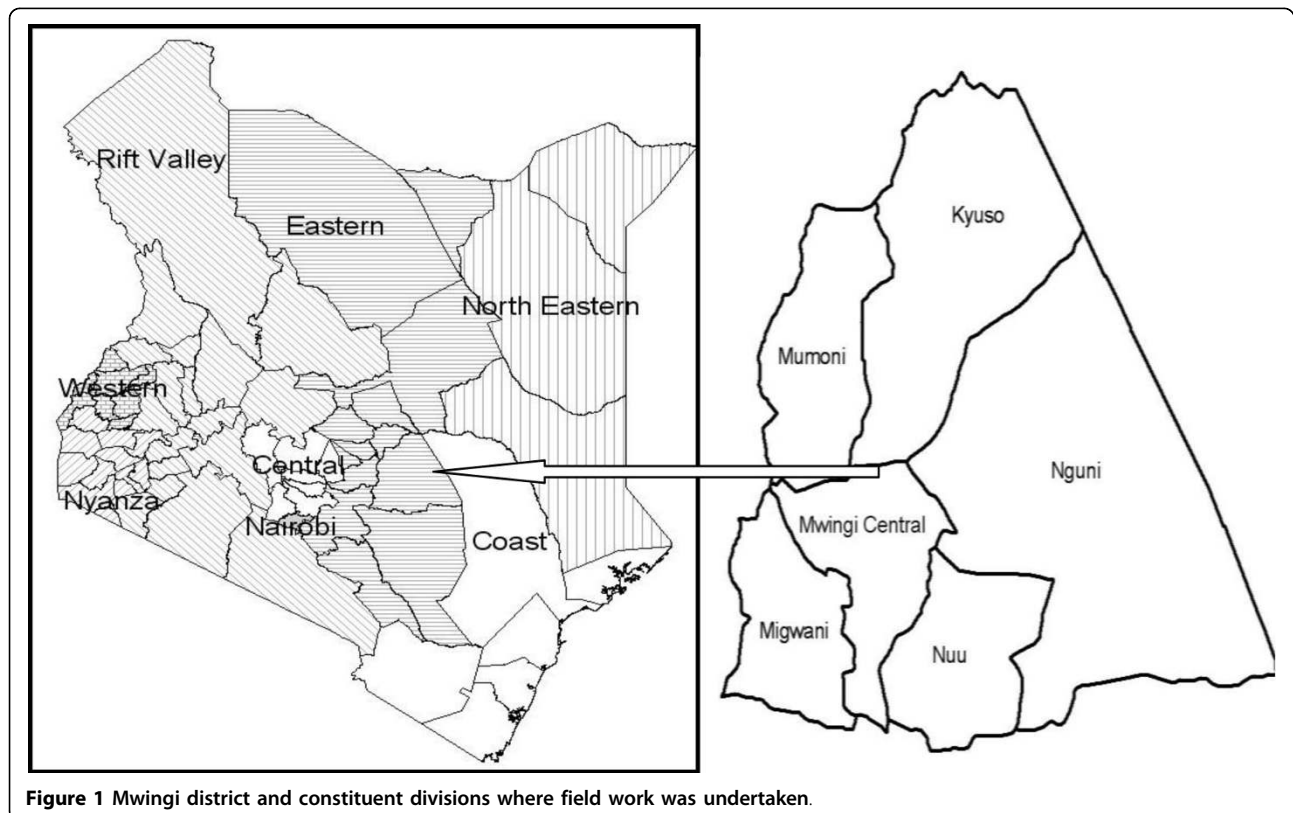 Rift Valley
Eastern
North Eastern
Western
Central
Nyanza
Nairobi
Coast
Kyuso
Mumoni
Nguni
Mwingi Central
Migwani
Nuu
Figure 1 Mwingi district and constituent divisions where field work was undertaken.